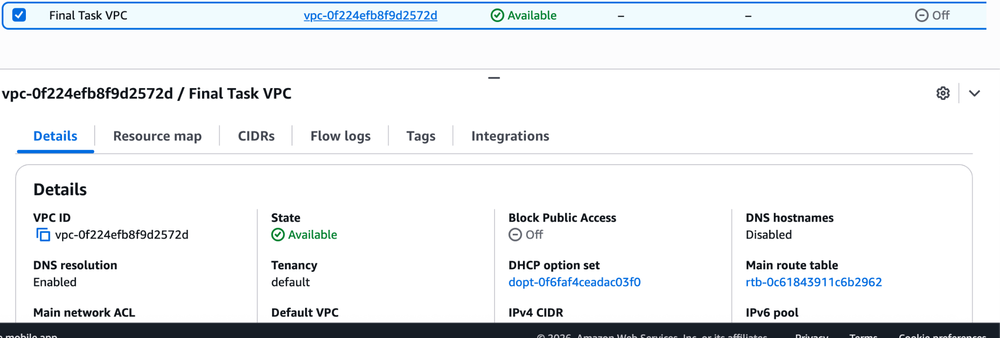 Final Task VPC vpc-0f224efb8f9d2572d Available – – Off
vpc-0f224efb8f9d2572d / Final Task VPC
Details Resource map CIDRs Flow logs Tags Integrations
Details
VPC ID State Block Public Access DNS hostnames
vpc-0f224efb8f9d2572d Available Off Disabled
DNS resolution Tenancy DHCP option set Main route table
Enabled default dopt-0f6faf4ceadac03f0 rtb-0c61843911c6b2962
Main network ACL Default VPC IPv4 CIDR IPv6 pool
mobile app © 2026, Amazon Web Services, Inc. or its affiliates. Privacy Terms Cookie preferences